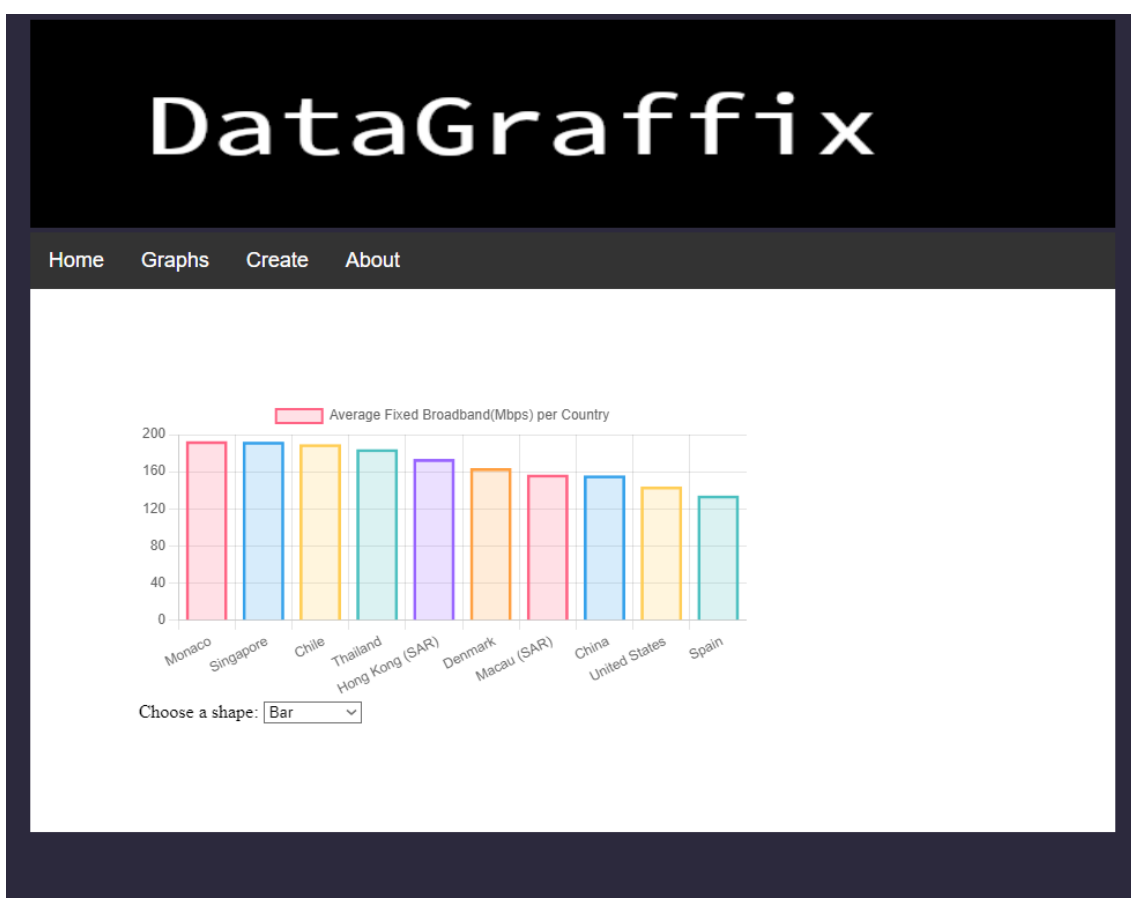 DataGraffix
Home Graphs Create About
Average Fixed Broadband(Mbps) per Country
200
160
120
80
40
0
Monaco Singapore Chile Thailand Hong Kong (SAR) Denmark Macau (SAR) China United States Spain
Choose a shape: Bar